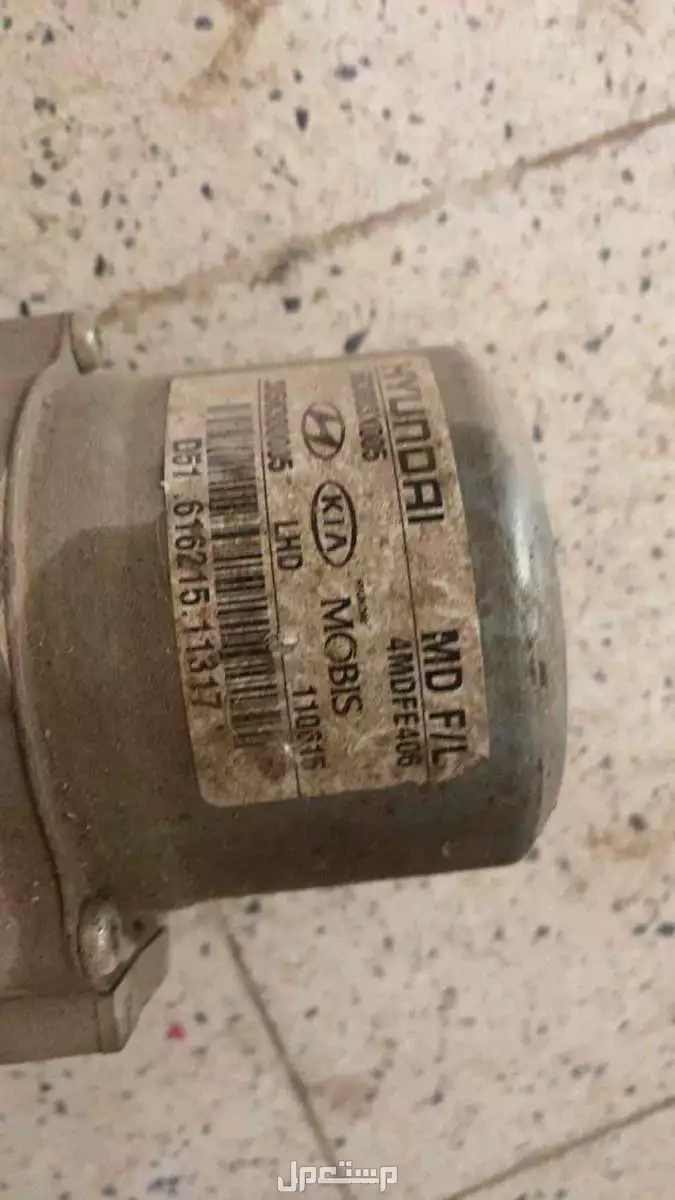 HYUNDAI MD F/L
4MDFE406
KIA MOBIS
LHD 110615
D51.616215.11317
مستعمل